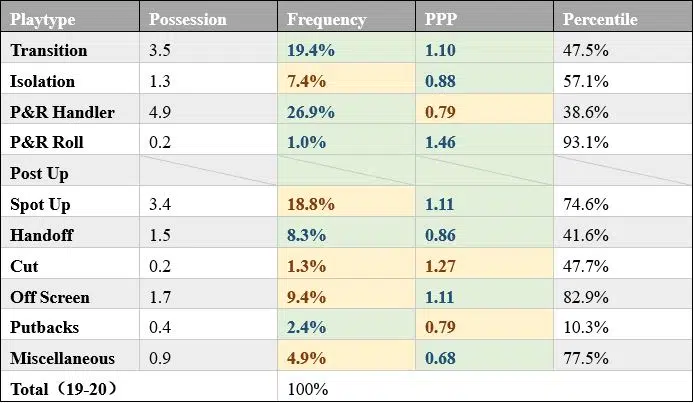 Playtype Possession Frequency PPP Percentile
Transition 3.5 19.4% 1.10 47.5%
Isolation 1.3 7.4% 0.88 57.1%
P&R Handler 4.9 26.9% 0.79 38.6%
P&R Roll 0.2 1.0% 1.46 93.1%
Post Up
Spot Up 3.4 18.8% 1.11 74.6%
Handoff 1.5 8.3% 0.86 41.6%
Cut 0.2 1.3% 1.27 47.7%
Off Screen 1.7 9.4% 1.11 82.9%
Putbacks 0.4 2.4% 0.79 10.3%
Miscellaneous 0.9 4.9% 0.68 77.5%
Total（19-20） 100%